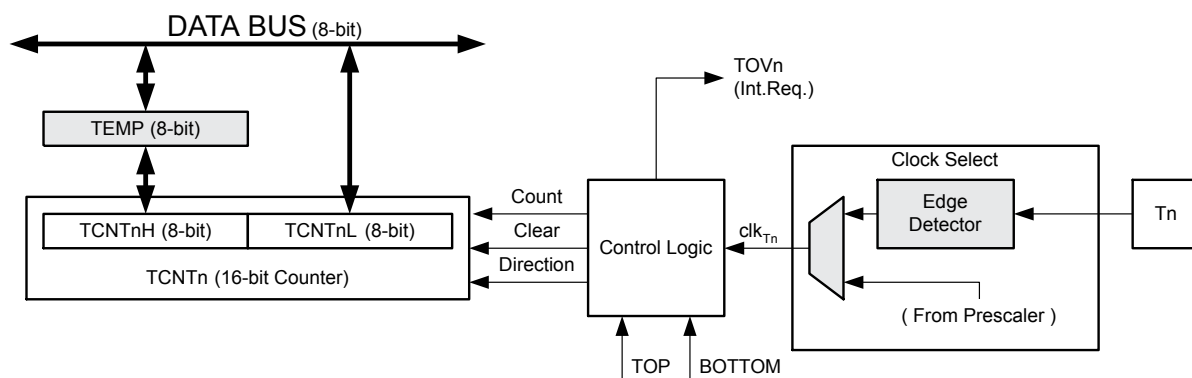 DATA BUS (8-bit)
TEMP (8-bit)
TCNTnH (8-bit)
TCNTnL (8-bit)
TCNTn (16-bit Counter)
Count
Clear
Direction
Control Logic
TOVn
(Int.Req.)
TOP
BOTTOM
clkTn
Clock Select
Edge
Detector
( From Prescaler )
Tn